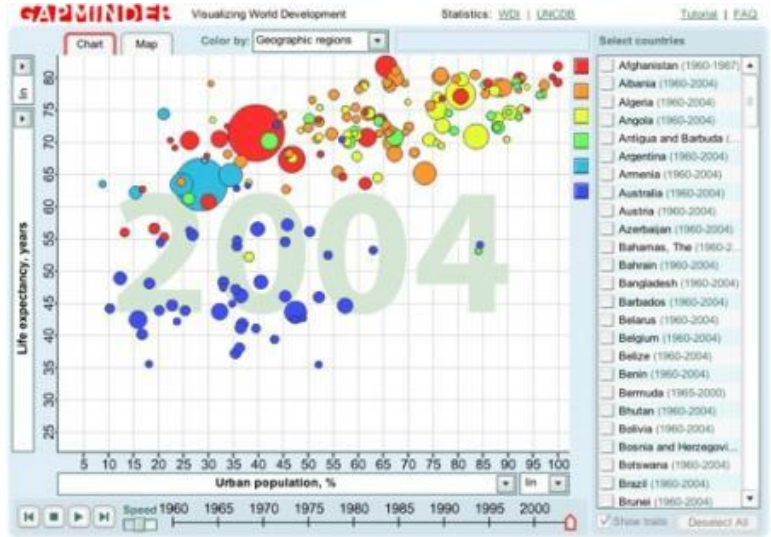 GAPMINDER Visualizing World Development Statistics: WDI | UNCDB Tutorial | FAQ
Chart Map Color by: Geographic regions Select countries
Afghanistan (1960-1987)
Albania (1960-2004)
Algeria (1960-2004)
Angola (1960-2004)
Antigua and Barbuda (...
Argentina (1960-2004)
Armenia (1960-2004)
Australia (1960-2004)
Austria (1960-2004)
Azerbaijan (1960-2004)
Bahamas, The (1960-2...
Bahrain (1960-2004)
Bangladesh (1960-2004)
Barbados (1960-2004)
Belarus (1960-2004)
Belgium (1960-2004)
Belize (1960-2004)
Benin (1960-2004)
Bermuda (1965-2000)
Bhutan (1960-2004)
Bolivia (1960-2004)
Bosnia and Herzegovi...
Botswana (1960-2004)
Brazil (1960-2004)
Brunei (1960-2004)
lin
Life expectancy, years
80
75
70
65
60
55
50
45
40
35
30
25
2004
5 10 15 20 25 30 35 40 45 50 55 60 65 70 75 80 85 90 95 100
Urban population, % lin
Speed 1960 1965 1970 1975 1980 1985 1990 1995 2000
Show trails Deselect All